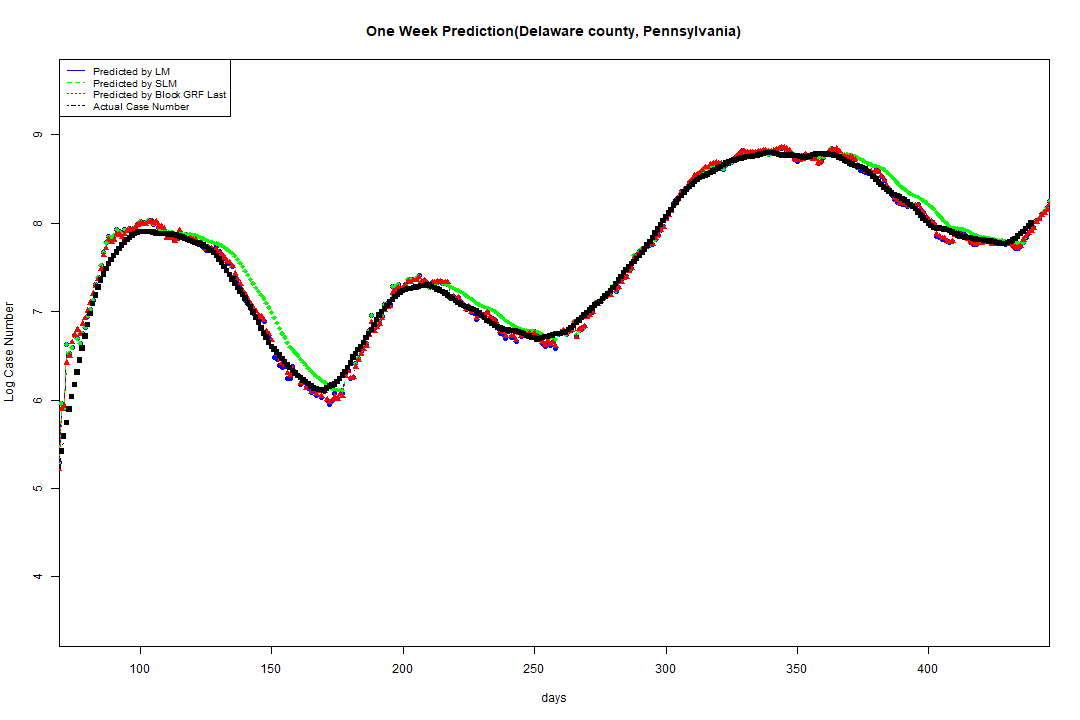 One Week Prediction(Delaware county, Pennsylvania)
Predicted by LM
Predicted by SLM
Predicted by Block GRF Last
Actual Case Number
Log Case Number
9
8
7
6
5
4
100 150 200 250 300 350 400
days